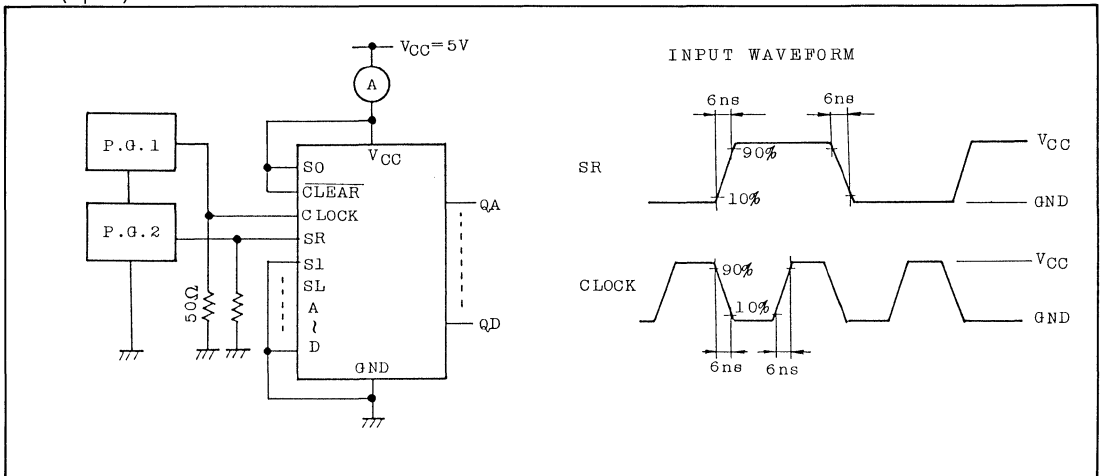 VCC=5V
A
P.G.1
P.G.2
50Ω
VCC
S0
CLEAR
CLOCK
SR
S1
SL
A
~
D
GND
QA
QD
INPUT WAVEFORM
6ns
6ns
SR
90%
10%
VCC
GND
CLOCK
90%
10%
VCC
GND
6ns
6ns